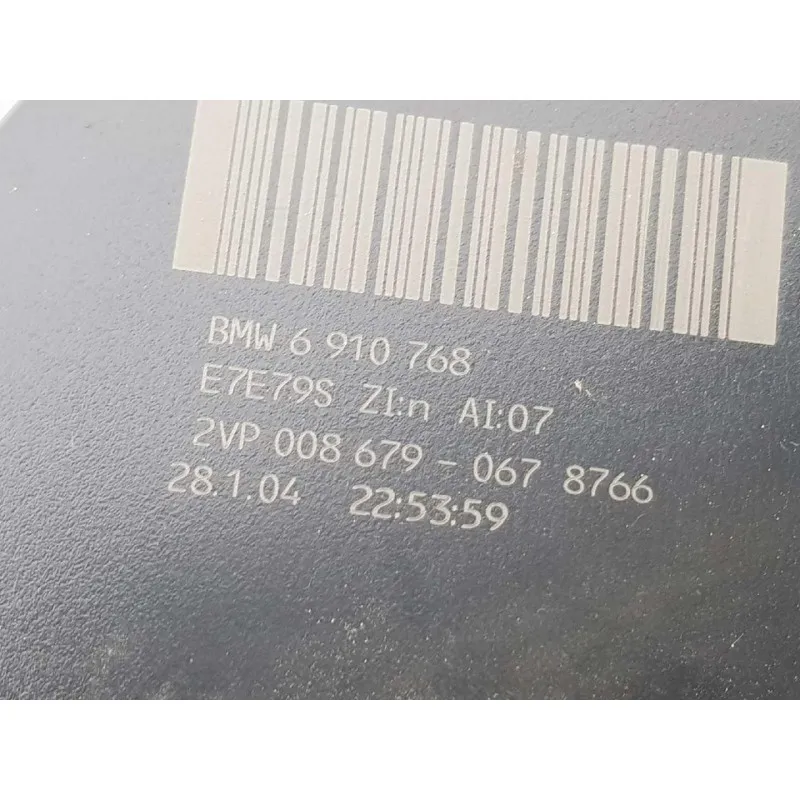 BMW 6 910 768
E7E79S ZI:n AI:07
2VP 008 679 - 067 8766
28.1.04 22:53:59